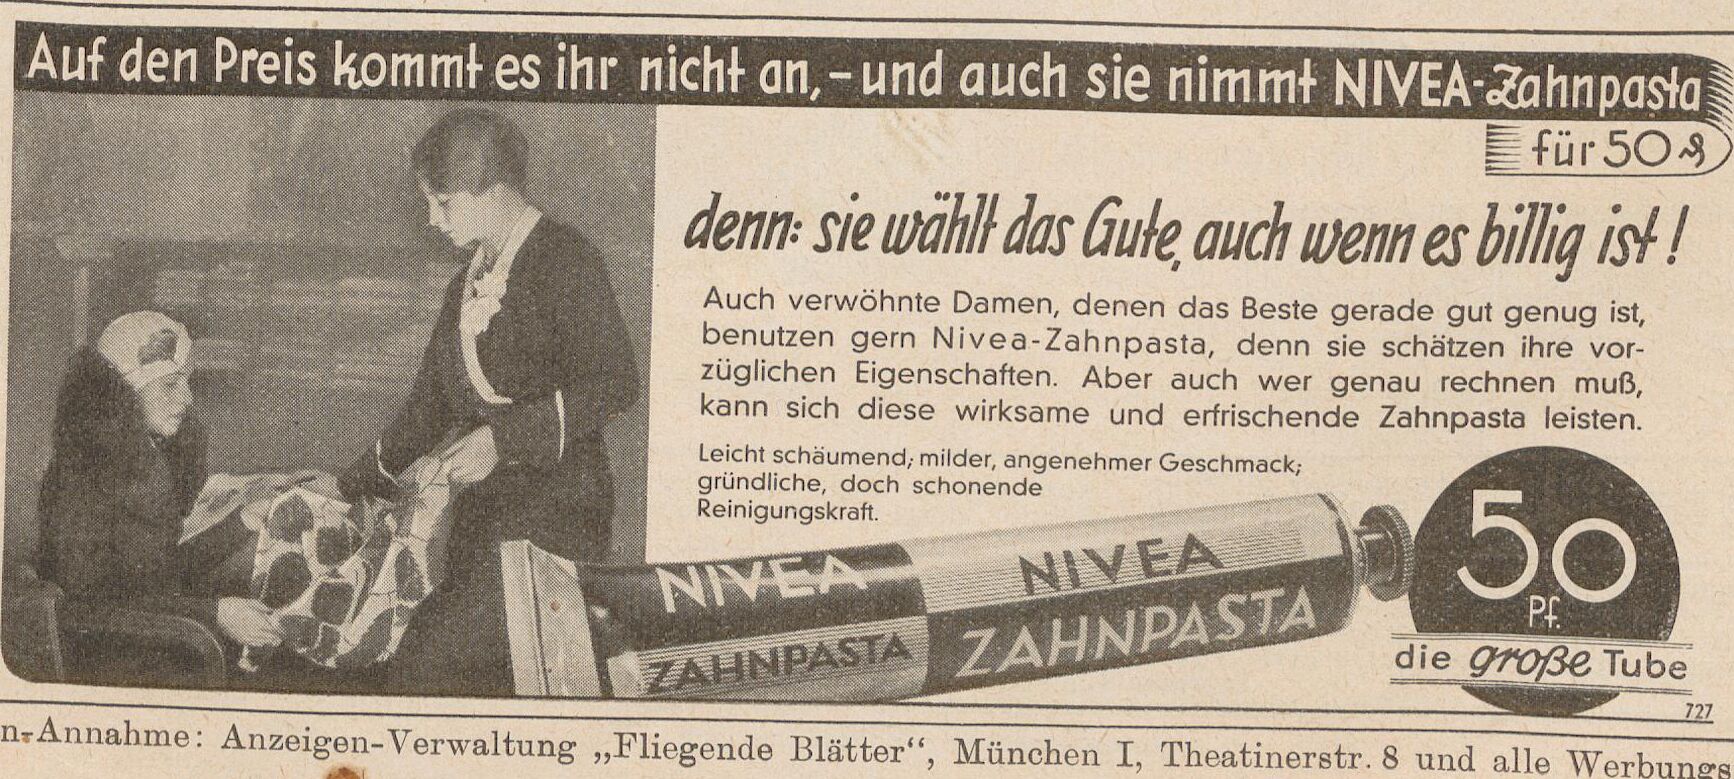 Auf den Preis kommt es ihr nicht an,-und auch sie nimmt NIVEA-Zahnpasta
für 50 ₰
denn: sie wählt das Gute, auch wenn es billig ist!
Auch verwöhnte Damen, denen das Beste gerade gut genug ist,
benutzen gern Nivea-Zahnpasta, denn sie schätzen ihre vor-
züglichen Eigenschaften. Aber auch wer genau rechnen muß,
kann sich diese wirksame und erfrischende Zahnpasta leisten.
Leicht schäumend; milder, angenehmer Geschmack;
gründliche, doch schonende
Reinigungskraft.
NIVEA
ZAHNPASTA
NIVEA
ZAHNPASTA
50
Pf.
die große Tube
727
n-Annahme: Anzeigen-Verwaltung „Fliegende Blätter“, München I, Theatinerstr. 8 und alle Werbungs